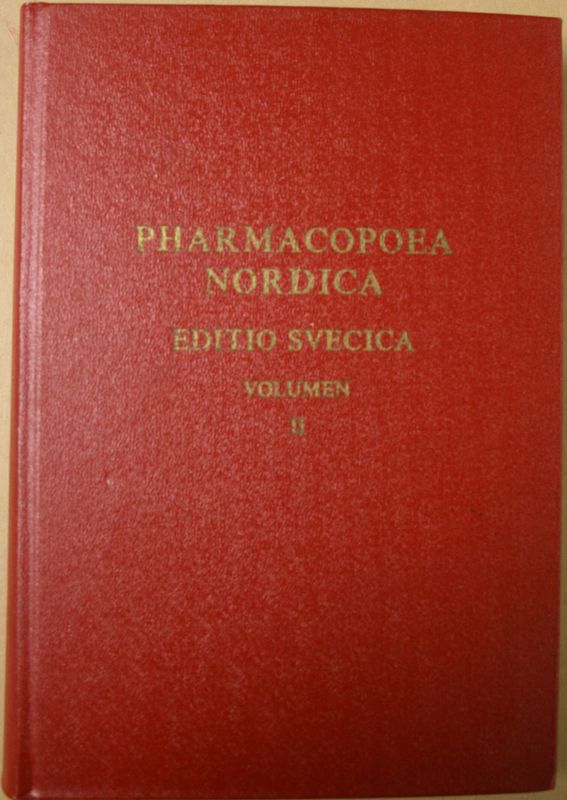 PHARMACOPOEA
NORDICA
EDITIO SVECICA
VOLUMEN
II